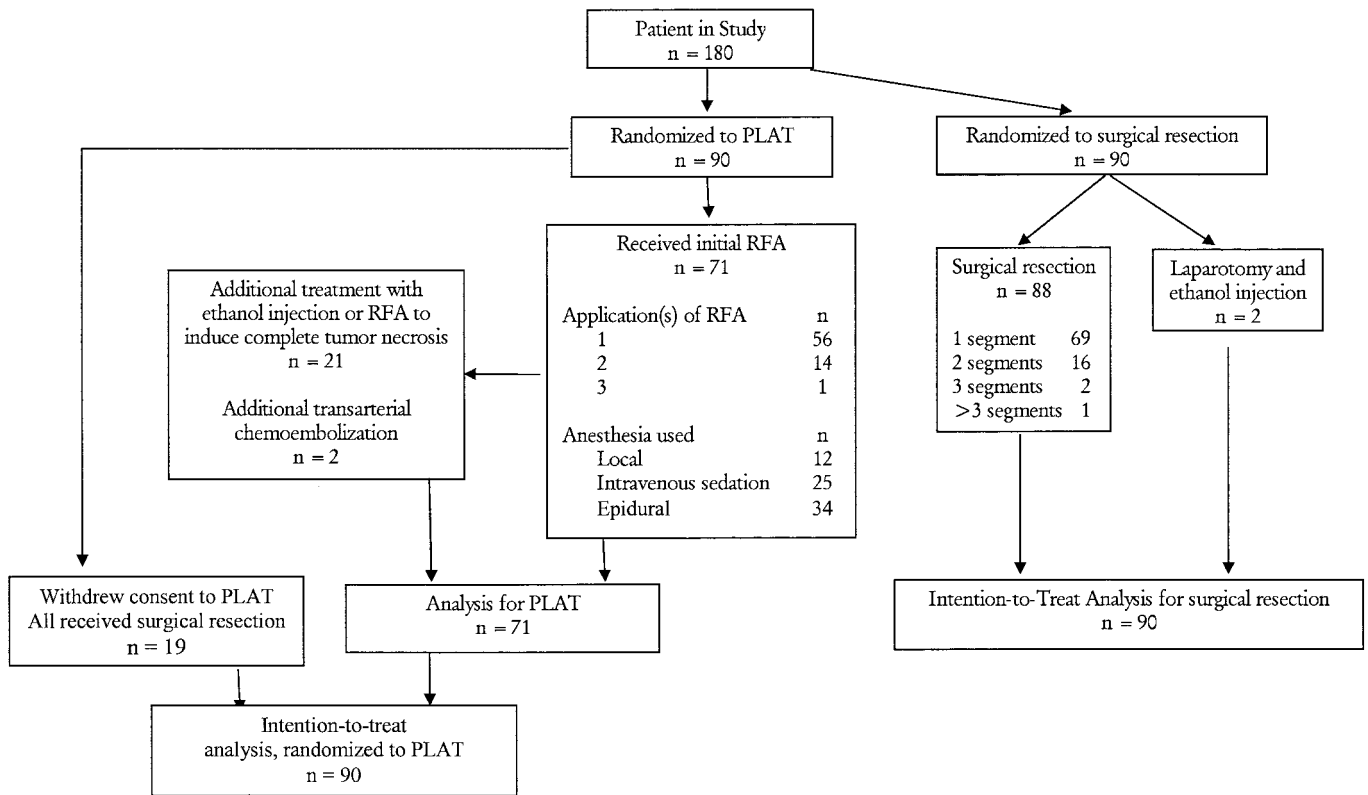 Patient in Study
n = 180
Randomized to PLAT
n = 90
Randomized to surgical resection
n = 90
Received initial RFA
n = 71
Application(s) of RFA n
1 56
2 14
3 1
Anesthesia used n
Local 12
Intravenous sedation 25
Epidural 34
Additional treatment with
ethanol injection or RFA to
induce complete tumor necrosis
n = 21
Additional transarterial
chemoembolization
n = 2
Surgical resection
n = 88
1 segment 69
2 segments 16
3 segments 2
>3 segments 1
Laparotomy and
ethanol injection
n = 2
Withdrew consent to PLAT
All received surgical resection
n = 19
Analysis for PLAT
n = 71
Intention-to-Treat Analysis for surgical resection
n = 90
Intention-to-treat
analysis, randomized to PLAT
n = 90